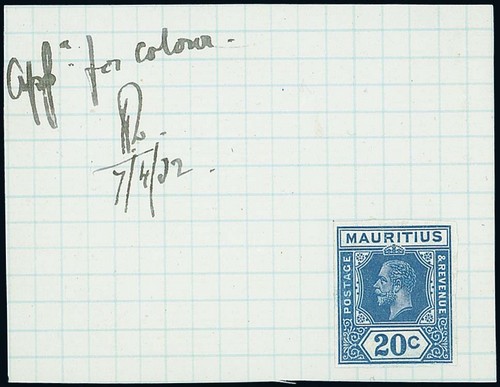 appd. for colour.
7/4/32
MAURITIUS
POSTAGE
& REVENUE
20C